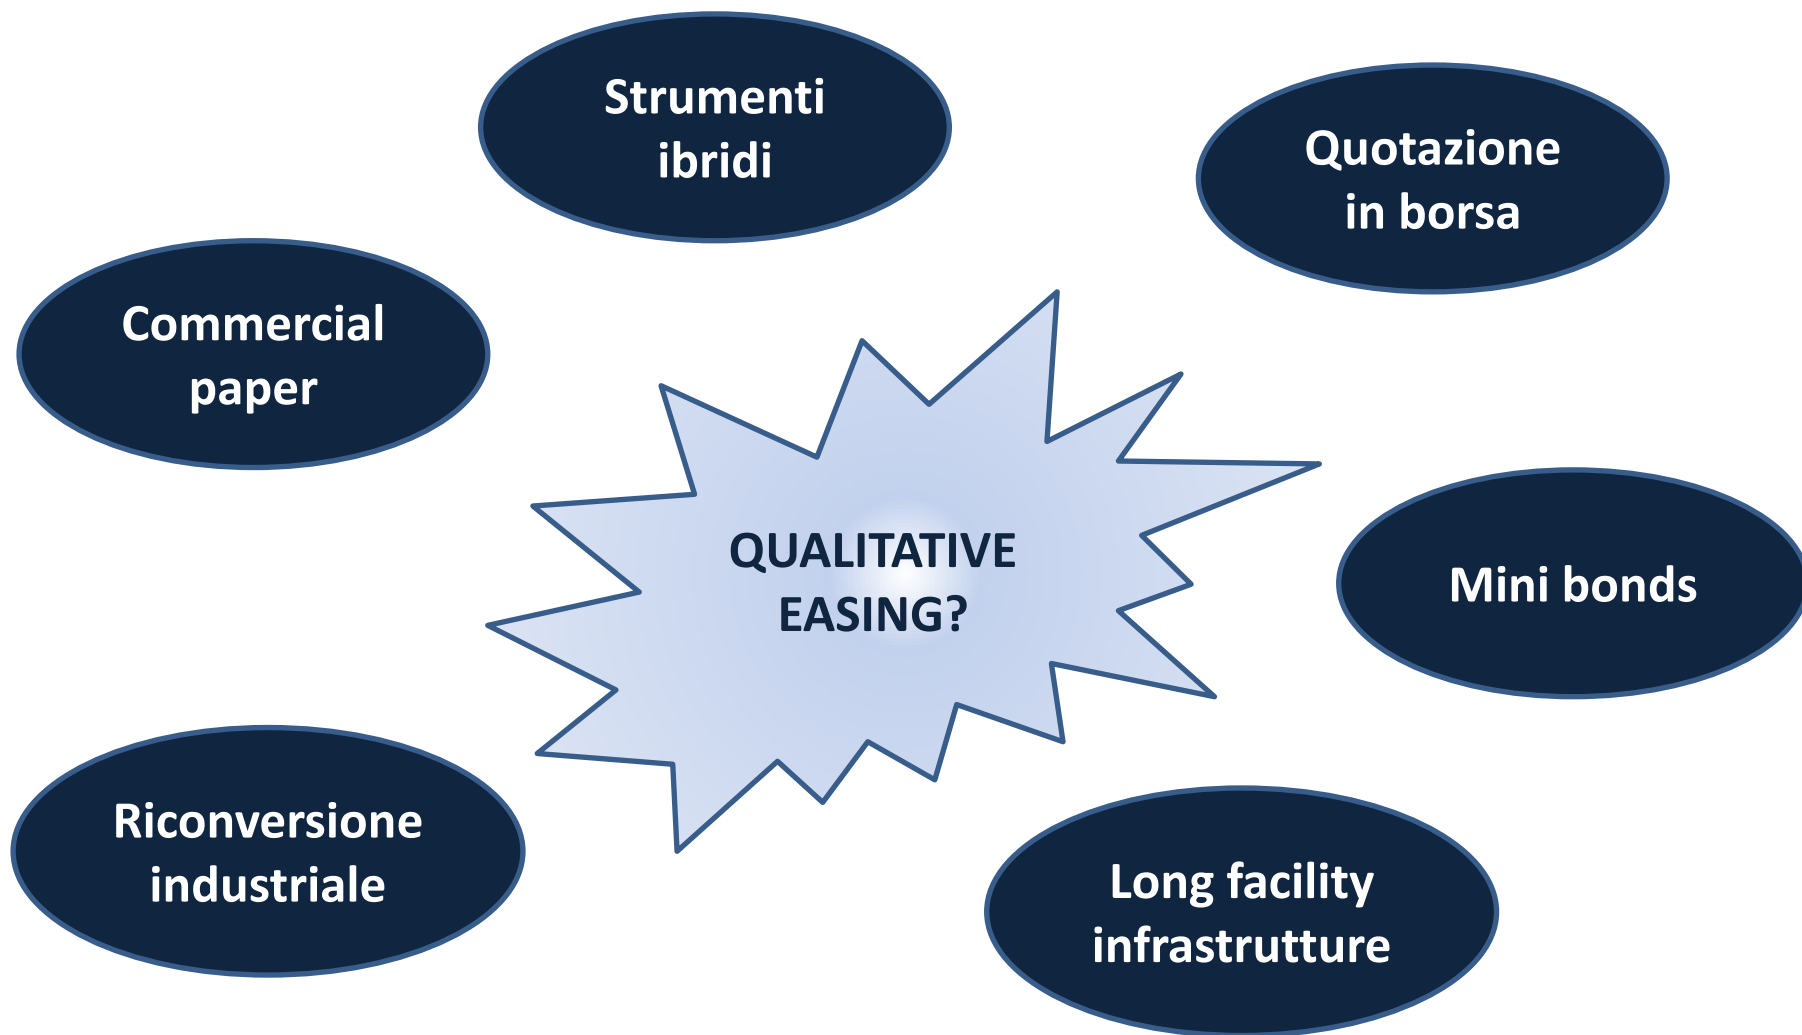 Strumenti
ibridi
Quotazione
in borsa
Commercial
paper
QUALITATIVE
EASING?
Mini bonds
Riconversione
industriale
Long facility
infrastrutture